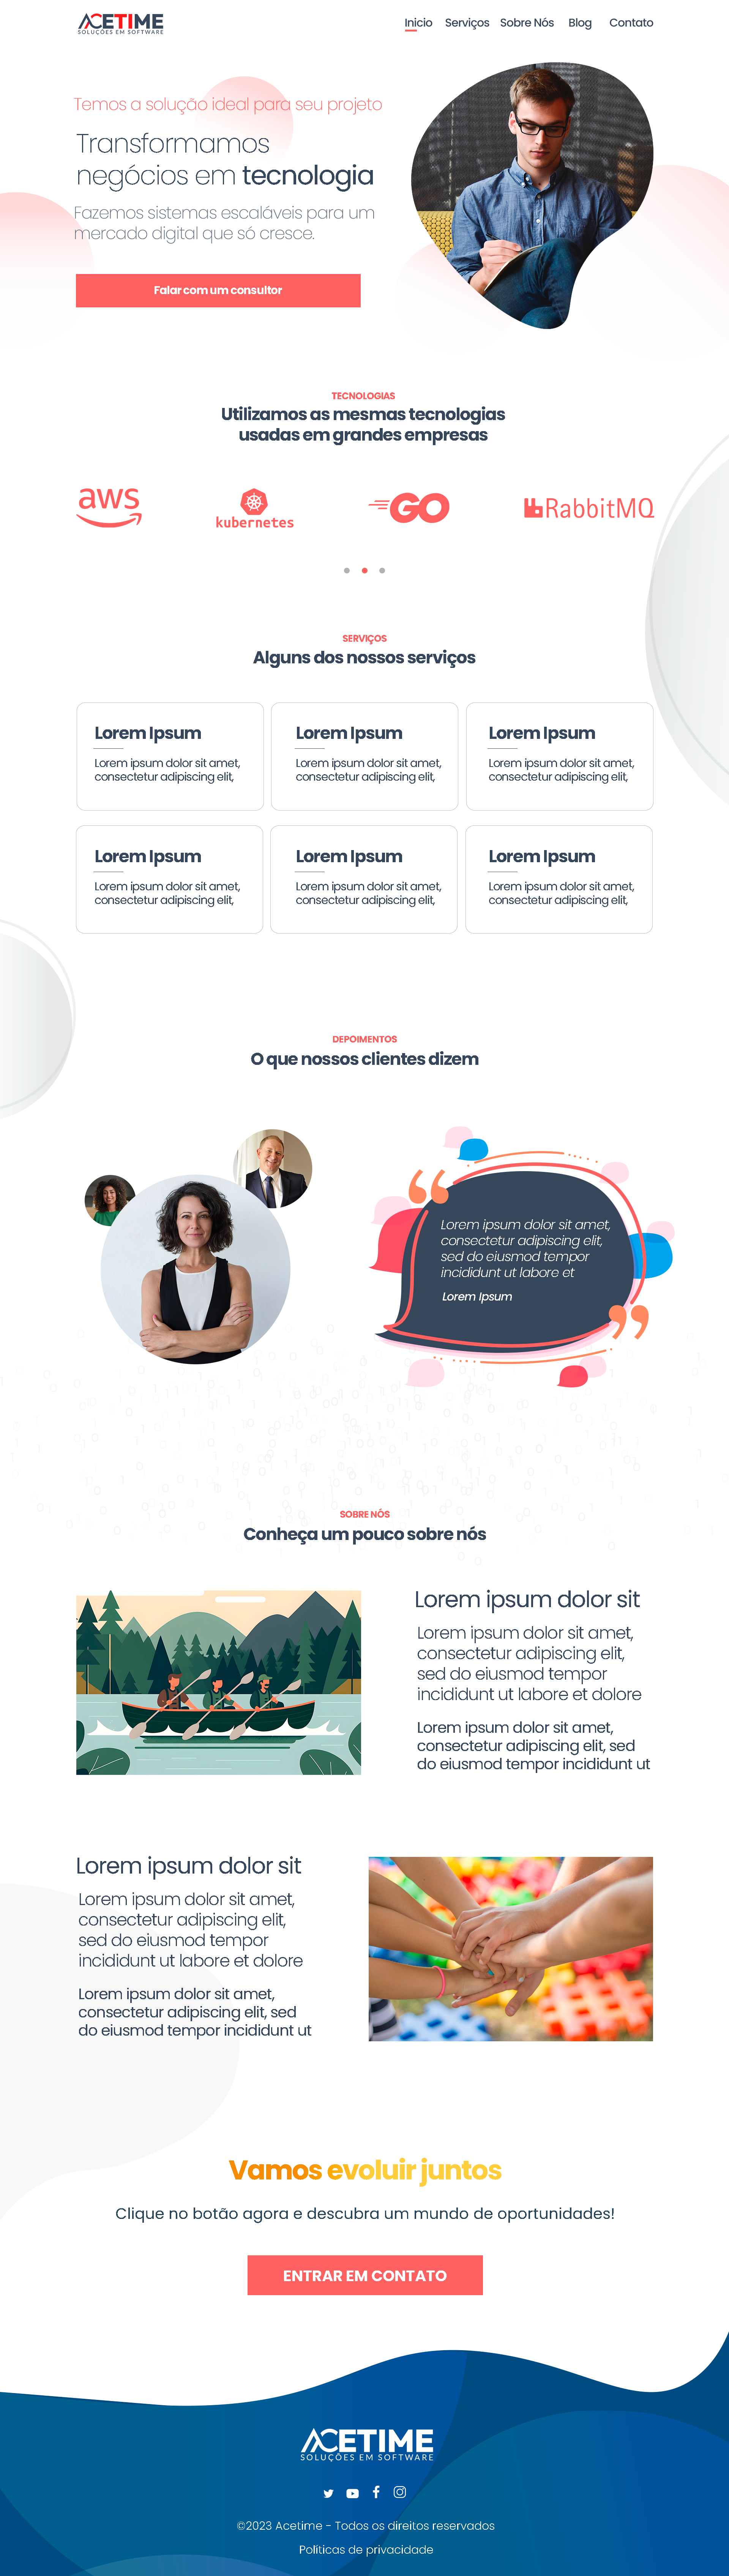 ACETIME
SOLUÇÕES EM SOFTWARE
Inicio Serviços Sobre Nós Blog Contato
Temos a solução ideal para seu projeto
Transformamos
negócios em tecnologia
Fazemos sistemas escaláveis para um
mercado digital que só cresce.
Falar com um consultor
TECNOLOGIAS
Utilizamos as mesmas tecnologias
usadas em grandes empresas
aws
kubernetes
GO
RabbitMQ
SERVIÇOS
Alguns dos nossos serviços
Lorem Ipsum
Lorem ipsum dolor sit amet,
consectetur adipiscing elit,
Lorem Ipsum
Lorem ipsum dolor sit amet,
consectetur adipiscing elit,
Lorem Ipsum
Lorem ipsum dolor sit amet,
consectetur adipiscing elit,
Lorem Ipsum
Lorem ipsum dolor sit amet,
consectetur adipiscing elit,
Lorem Ipsum
Lorem ipsum dolor sit amet,
consectetur adipiscing elit,
Lorem Ipsum
Lorem ipsum dolor sit amet,
consectetur adipiscing elit,
DEPOIMENTOS
O que nossos clientes dizem
Lorem ipsum dolor sit amet,
consectetur adipiscing elit,
sed do eiusmod tempor
incididunt ut labore et
Lorem Ipsum
SOBRE NÓS
Conheça um pouco sobre nós
Lorem ipsum dolor sit
Lorem ipsum dolor sit amet,
consectetur adipiscing elit,
sed do eiusmod tempor
incididunt ut labore et dolore
Lorem ipsum dolor sit amet,
consectetur adipiscing elit, sed
do eiusmod tempor incididunt ut
Lorem ipsum dolor sit
Lorem ipsum dolor sit amet,
consectetur adipiscing elit,
sed do eiusmod tempor
incididunt ut labore et dolore
Lorem ipsum dolor sit amet,
consectetur adipiscing elit, sed
do eiusmod tempor incididunt ut
Vamos evoluir juntos
Clique no botão agora e descubra um mundo de oportunidades!
ENTRAR EM CONTATO
ACETIME
SOLUÇÕES EM SOFTWARE
©2023 Acetime - Todos os direitos reservados
Políticas de privacidade